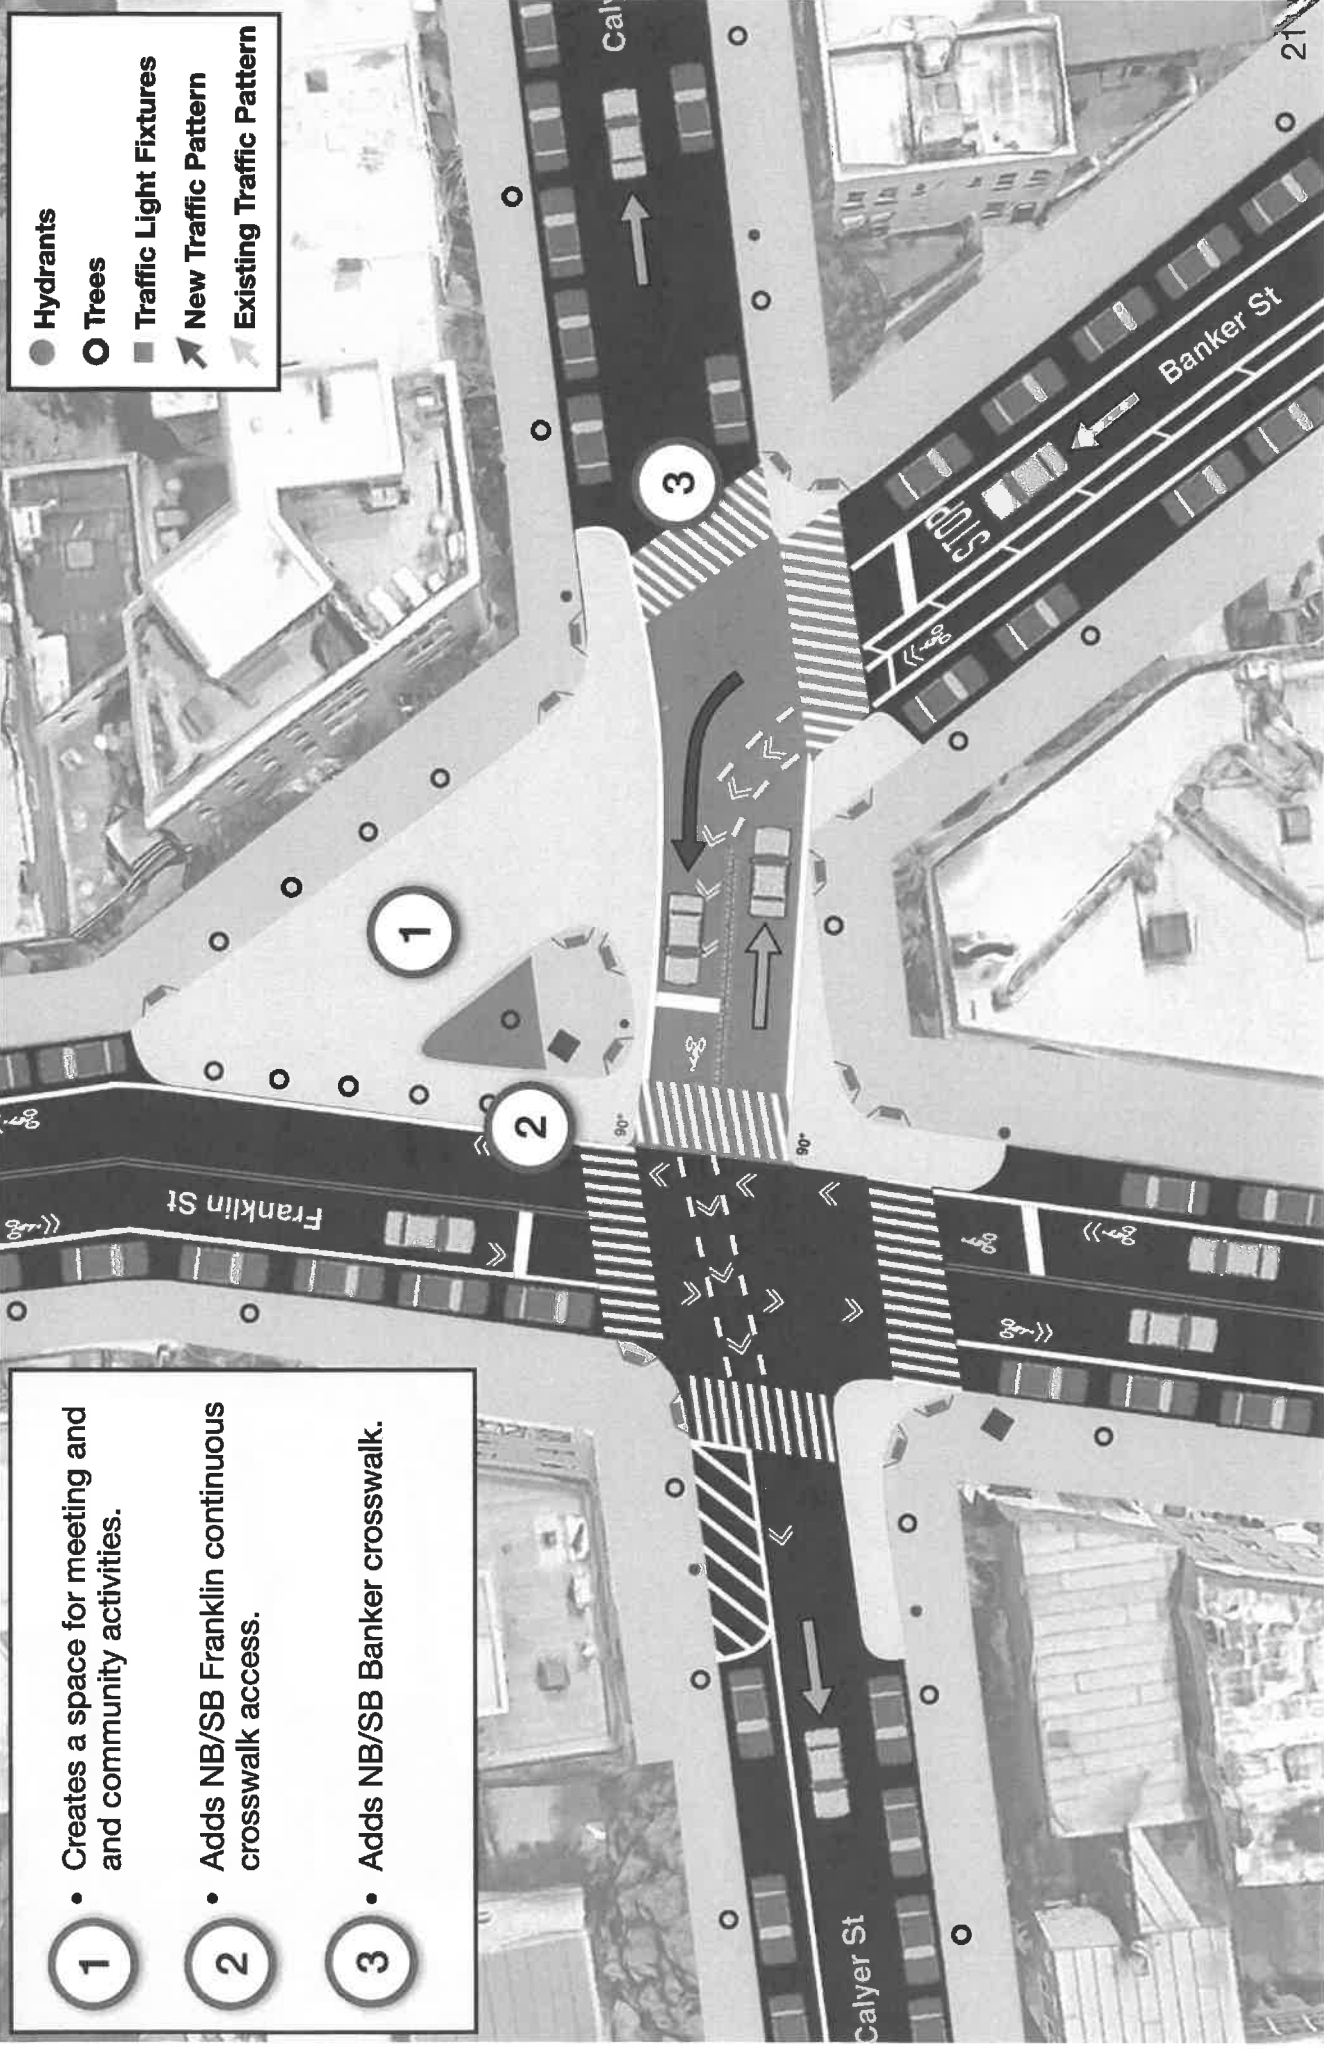 1
• Creates a space for meeting and
and community activities.
2
• Adds NB/SB Franklin continuous
crosswalk access.
3
• Adds NB/SB Banker crosswalk.
Hydrants
Trees
Traffic Light Fixtures
New Traffic Pattern
Existing Traffic Pattern
Franklin St
1
2
3
90°
90°
Caly
STOP
Banker St
Calyer St
21